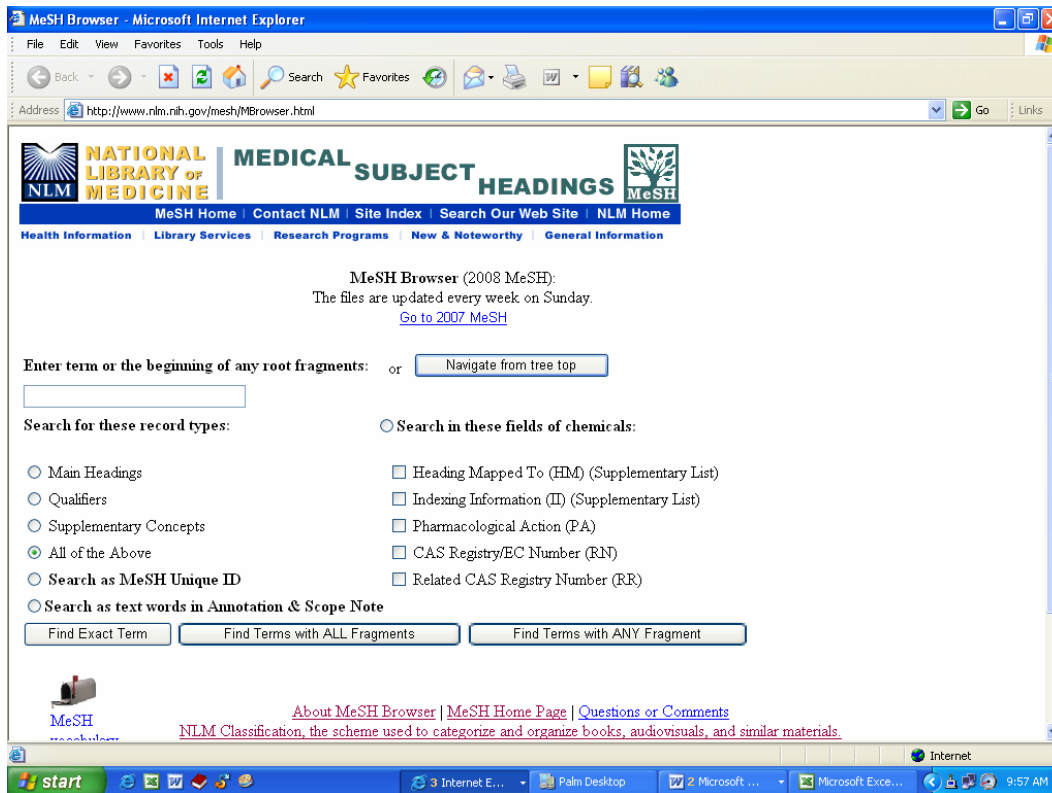 MeSH Browser - Microsoft Internet Explorer
File Edit View Favorites Tools Help
Back Search Favorites
Address http://www.nlm.nih.gov/mesh/MBrowser.html Go Links
NLM NATIONAL LIBRARY OF MEDICINE MEDICAL SUBJECT HEADINGS MeSH
MeSH Home | Contact NLM | Site Index | Search Our Web Site | NLM Home
Health Information | Library Services | Research Programs | New & Noteworthy | General Information
MeSH Browser (2008 MeSH):
The files are updated every week on Sunday.
Go to 2007 MeSH
Enter term or the beginning of any root fragments: or Navigate from tree top
Search for these record types: Search in these fields of chemicals:
Main Headings Heading Mapped To (HM) (Supplementary List)
Qualifiers Indexing Information (II) (Supplementary List)
Supplementary Concepts Pharmacological Action (PA)
All of the Above CAS Registry/EC Number (RN)
Search as MeSH Unique ID Related CAS Registry Number (RR)
Search as text words in Annotation & Scope Note
Find Exact Term Find Terms with ALL Fragments Find Terms with ANY Fragment
About MeSH Browser | MeSH Home Page | Questions or Comments
MeSH
vocabulary NLM Classification, the scheme used to categorize and organize books, audiovisuals, and similar materials.
Internet
start 3 Internet E... Palm Desktop 2 Microsoft ... Microsoft Exce... 9:57 AM